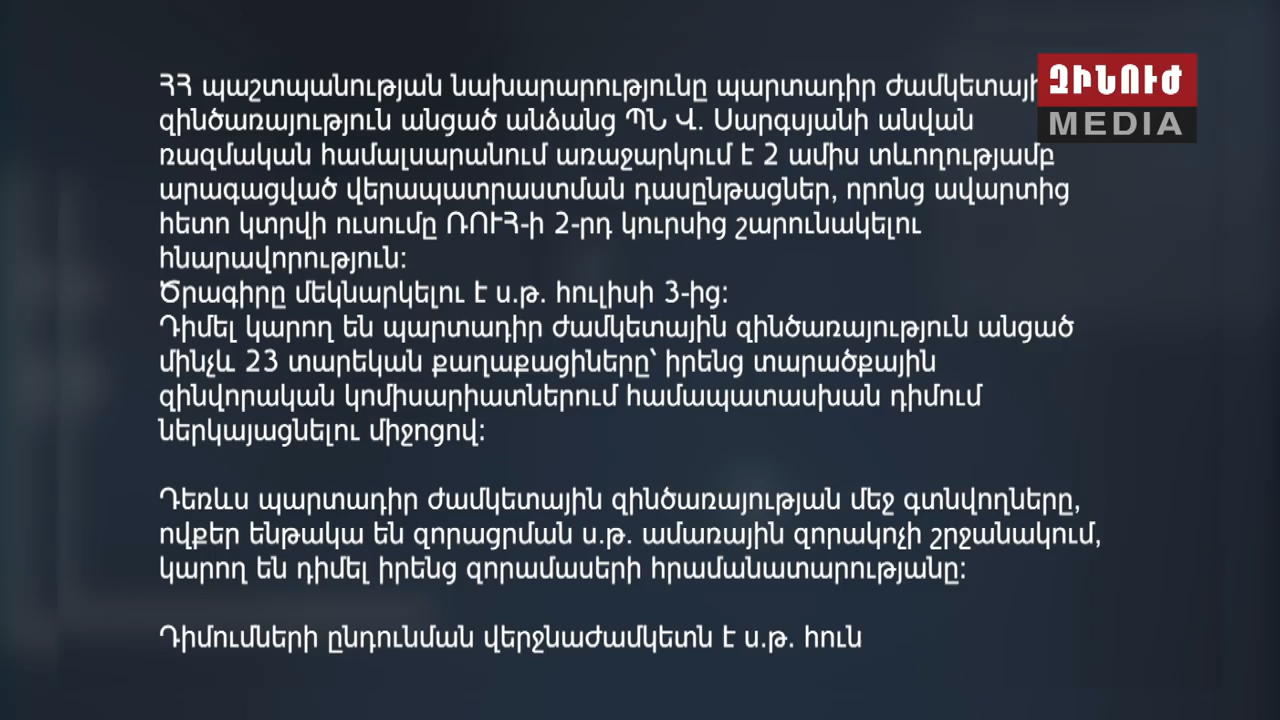 ՀՀ պաշտպանության նախարարությունը պարտադիր
ԶԻՆՈՒԺ
MEDIA
զինծառայություն անցած անձանց ՊՆ Վ. Սարգսյանի անվան
ռազմական համալսարանում առաջարկում է 2 ամիս տևողությամբ
արագացված վերապատրաստման դասընթացներ, որոնց ավարտից
հետո կտրվի ուսումը ՌՈՒՀ-ի 2-րդ կուրսից շարունակելու
հնարավորություն:
Ծրագիրը մեկնարկելու է ս.թ. հուլիսի 3-ից:
Դիմել կարող են պարտադիր ժամկետային զինծառայություն անցած
մինչև 23 տարեկան քաղաքացիները՝ իրենց տարածքային
զինվորական կոմիսարիատներում համապատասխան դիմում
ներկայացնելու միջոցով:
Դեռևս պարտադիր ժամկետային զինծառայության մեջ գտնվողները,
ովքեր ենթակա են զորացրման ս.թ. ամառային զորակոչի շրջանակում,
կարող են դիմել իրենց զորամասերի հրամանատարությանը:
Դիմումների ընդունման վերջնաժամկետն է ս.թ. հուն